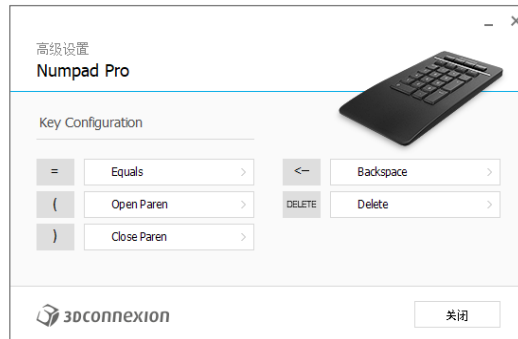 高级设置
Numpad Pro
Key Configuration
= Equals
( Open Paren
) Close Paren
<-- Backspace
DELETE Delete
3Dconnexion
关闭